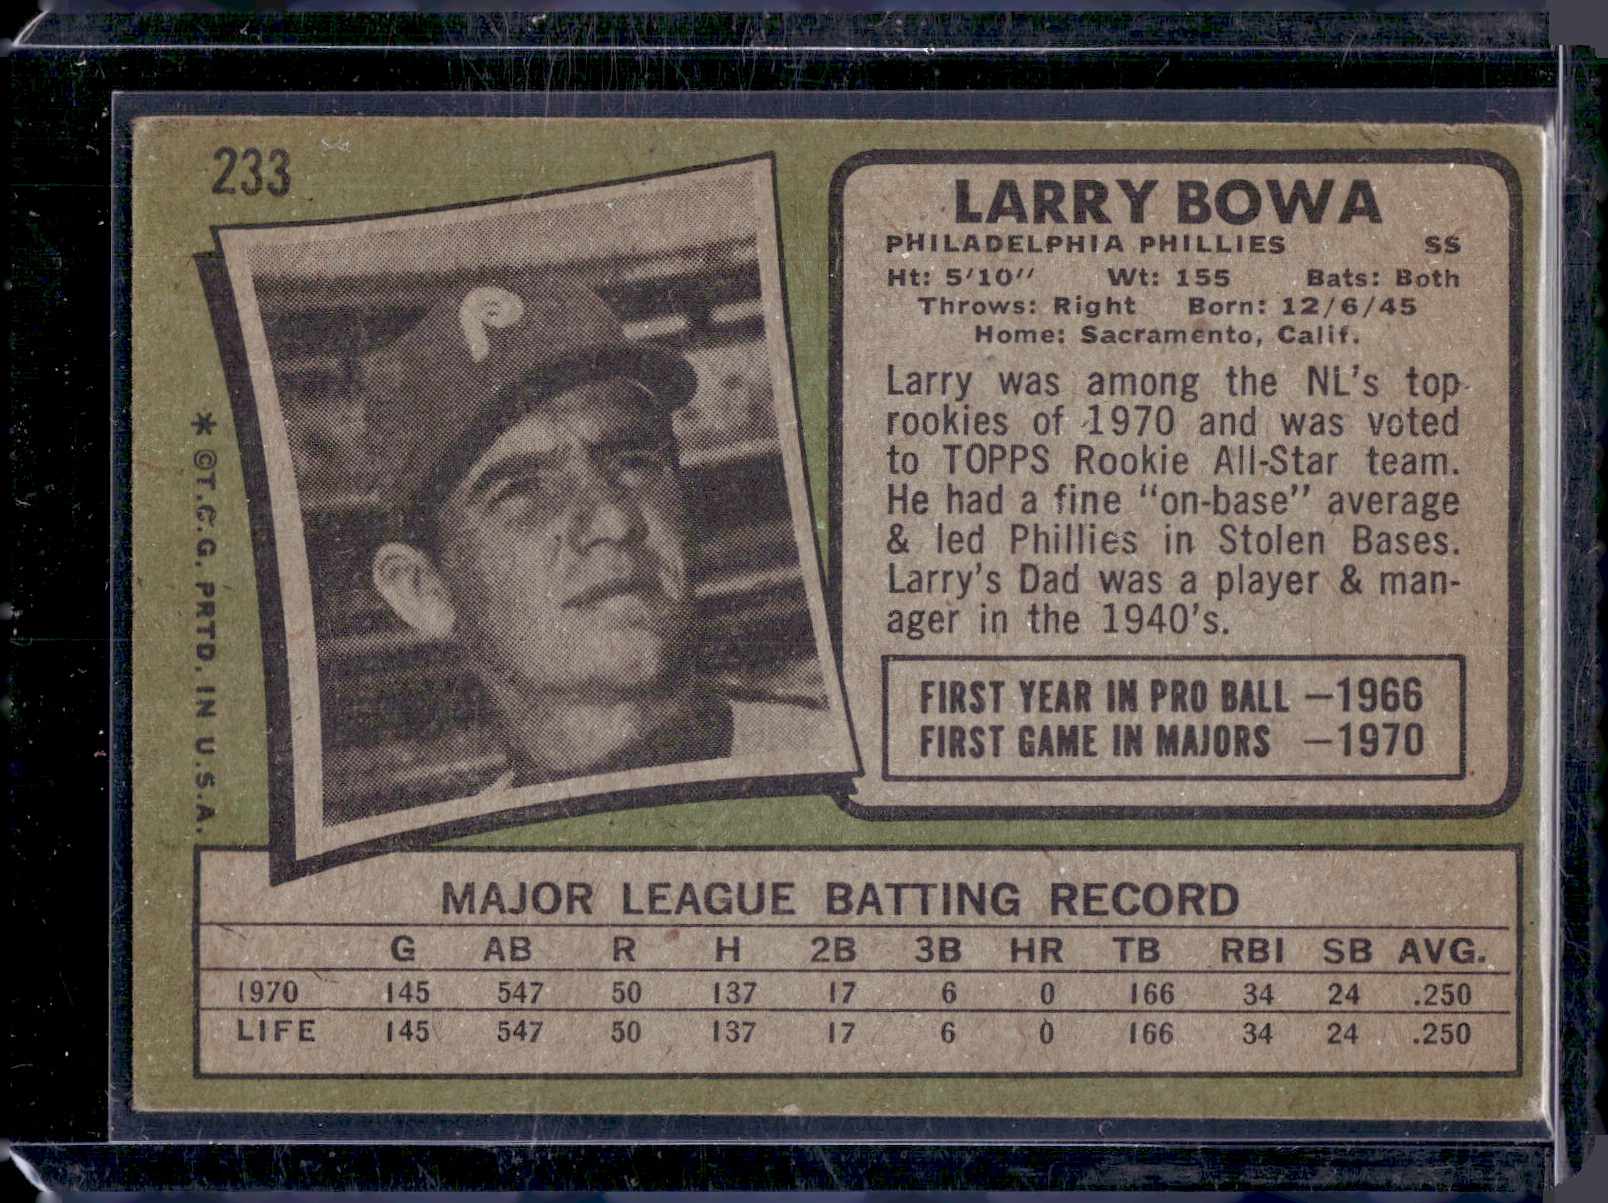 233
P
* ©T.C.G. PRTD. IN U.S.A.
LARRY BOWA
PHILADELPHIA PHILLIES SS
Ht: 5'10" Wt: 155 Bats: Both
Throws: Right Born: 12/6/45
Home: Sacramento, Calif.
Larry was among the NL's top
rookies of 1970 and was voted
to TOPPS Rookie All-Star team.
He had a fine "on-base" average
& led Phillies in Stolen Bases.
Larry's Dad was a player & man-
ager in the 1940's.
FIRST YEAR IN PRO BALL —1966
FIRST GAME IN MAJORS —1970
MAJOR LEAGUE BATTING RECORD
G AB R H 2B 3B HR TB RBI SB AVG.
1970 145 547 50 137 17 6 0 166 34 24 .250
LIFE 145 547 50 137 17 6 0 166 34 24 .250